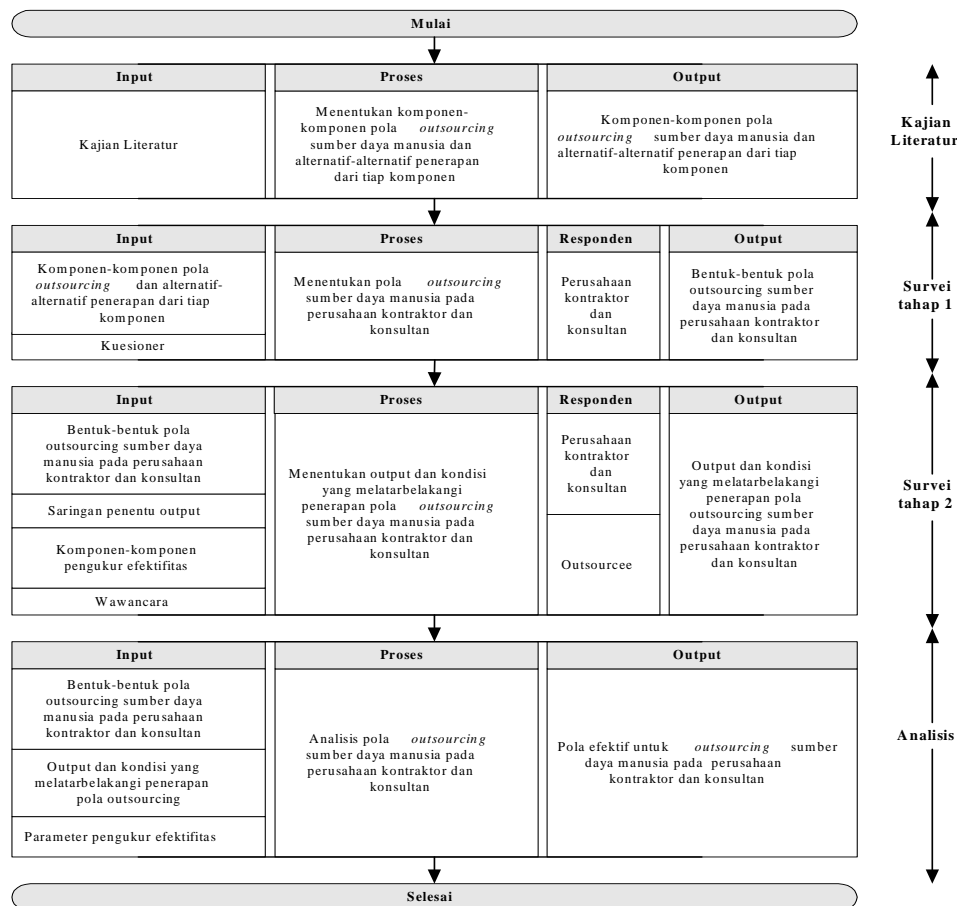 Mulai
Input
Proses
Output
Kajian Literatur
Menentukan komponen-
komponen pola outsourcing
sumber daya manusia dan
alternatif-alternatif penerapan
dari tiap komponen
Komponen-komponen pola
outsourcing sumber daya manusia dan
alternatif-alternatif penerapan dari tiap
komponen
Kajian
Literatur
Input
Proses
Responden
Output
Komponen-komponen pola
outsourcing dan alternatif-
alternatif penerapan dari tiap
komponen
Kuesioner
Menentukan pola outsourcing
sumber daya manusia pada
perusahaan kontraktor dan
konsultan
Perusahaan
kontraktor
dan
konsultan
Bentuk-bentuk pola
outsourcing sumber
daya manusia pada
perusahaan kontraktor
dan konsultan
Survei
tahap 1
Input
Proses
Responden
Output
Bentuk-bentuk pola
outsourcing sumber daya
manusia pada perusahaan
kontraktor dan konsultan
Saringan penentu output
Komponen-komponen
pengukur efektifitas
Wawancara
Menentukan output dan kondisi
yang melatarbelakangi
penerapan pola outsourcing
sumber daya manusia pada
perusahaan kontraktor dan
konsultan
Perusahaan
kontraktor
dan
konsultan
Outsourcee
Output dan kondisi
yang melatarbelakangi
penerapan pola
outsourcing sumber
daya manusia pada
perusahaan kontraktor
dan konsultan
Survei
tahap 2
Input
Proses
Output
Bentuk-bentuk pola
outsourcing sumber daya
manusia pada perusahaan
kontraktor dan konsultan
Output dan kondisi yang
melatarbelakangi penerapan
pola outsourcing
Parameter pengukur efektifitas
Analisis pola outsourcing
sumber daya manusia pada
perusahaan kontraktor dan
konsultan
Pola efektif untuk outsourcing sumber
daya manusia pada perusahaan
kontraktor dan konsultan
Analisis
Selesai